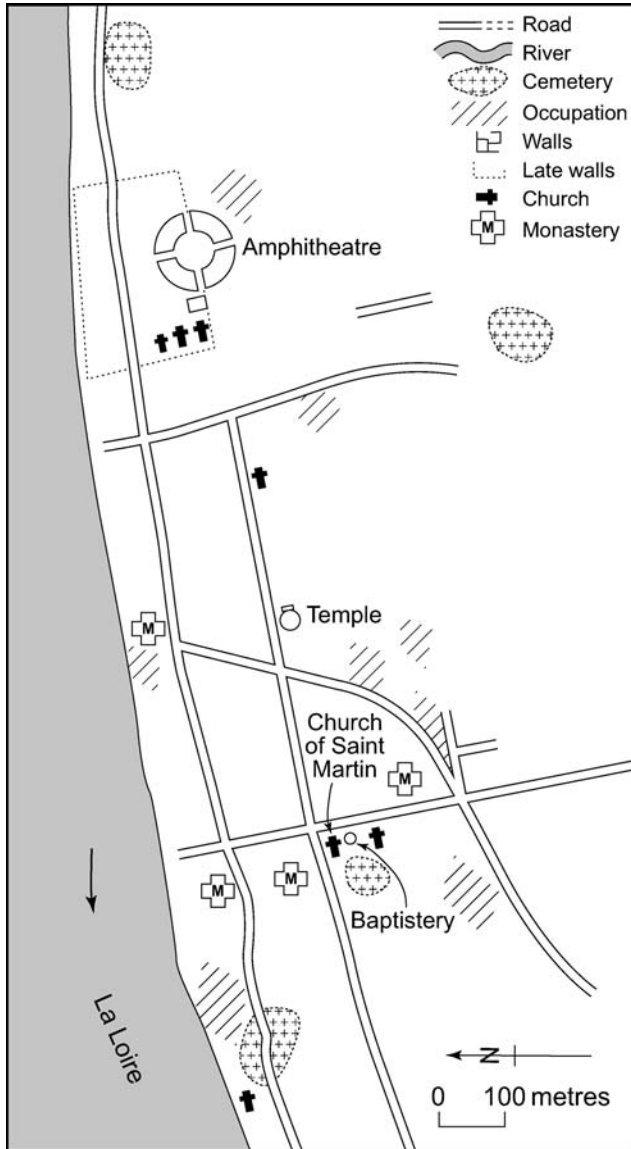 Road
River
Cemetery
Occupation
Walls
Late walls
Church
M Monastery
Amphitheatre
M
Temple
Church
of Saint
Martin
M
M
M
Baptistery
La Loire
N
0 100 metres